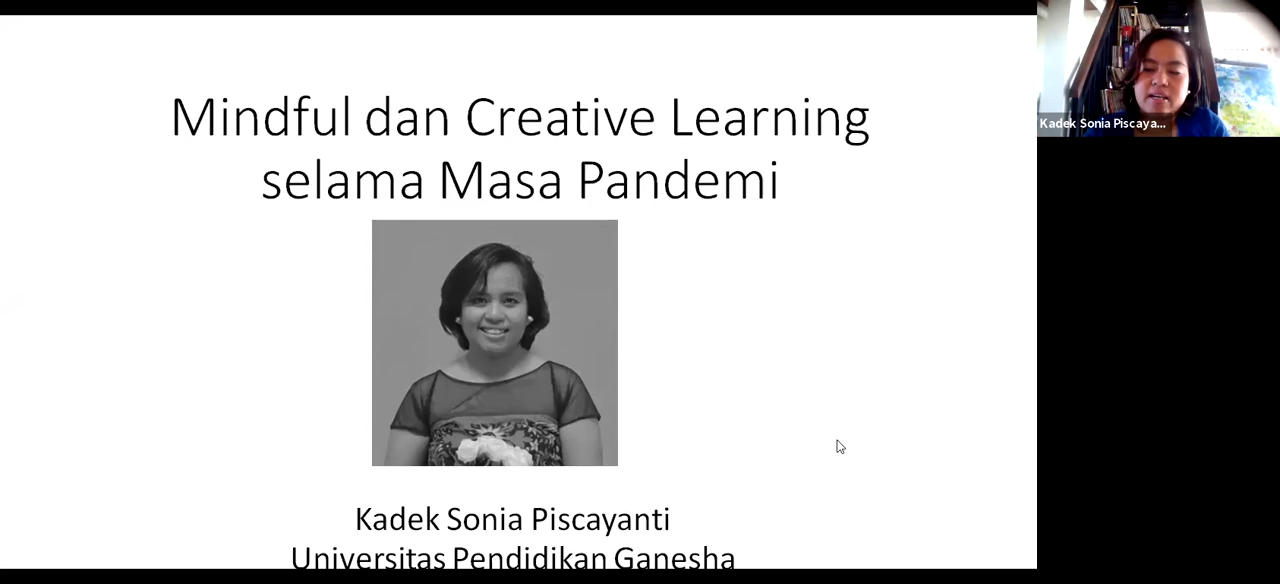 Mindful dan Creative Learning
selama Masa Pandemi
Kadek Sonia Piscayanti
Universitas Pendidikan Ganesha
Kadek Sonia Piscaya...